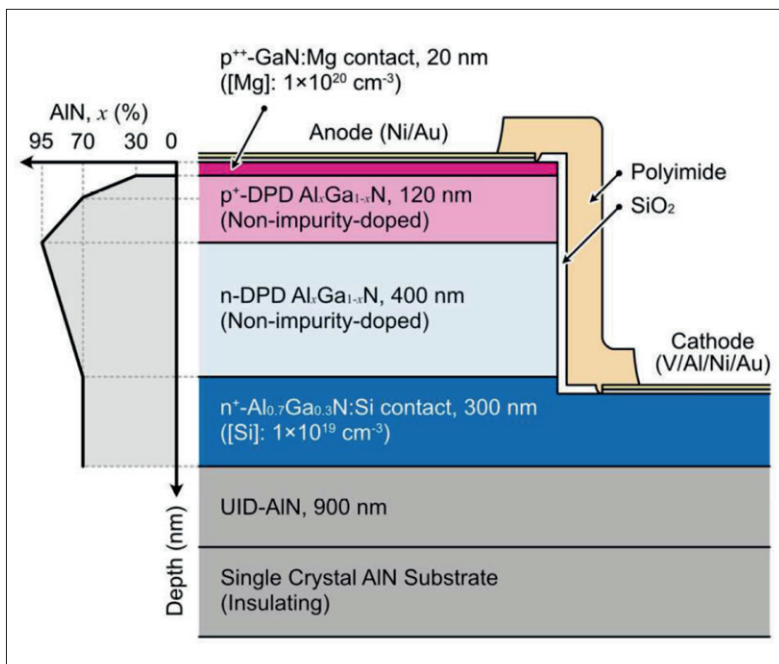 p⁺⁺-GaN:Mg contact, 20 nm
([Mg]: 1×10²⁰ cm⁻³)
AlN, x (%)
95 70 30 0
Anode (Ni/Au)
Polyimide
SiO₂
p⁺-DPD AlₓGa₁₋ₓN, 120 nm
(Non-impurity-doped)
n-DPD AlₓGa₁₋ₓN, 400 nm
(Non-impurity-doped)
Cathode
(V/Al/Ni/Au)
n⁺-Al₀.₇Ga₀.₃N:Si contact, 300 nm
([Si]: 1×10¹⁹ cm⁻³)
UID-AlN, 900 nm
Depth (nm)
Single Crystal AlN Substrate
(Insulating)